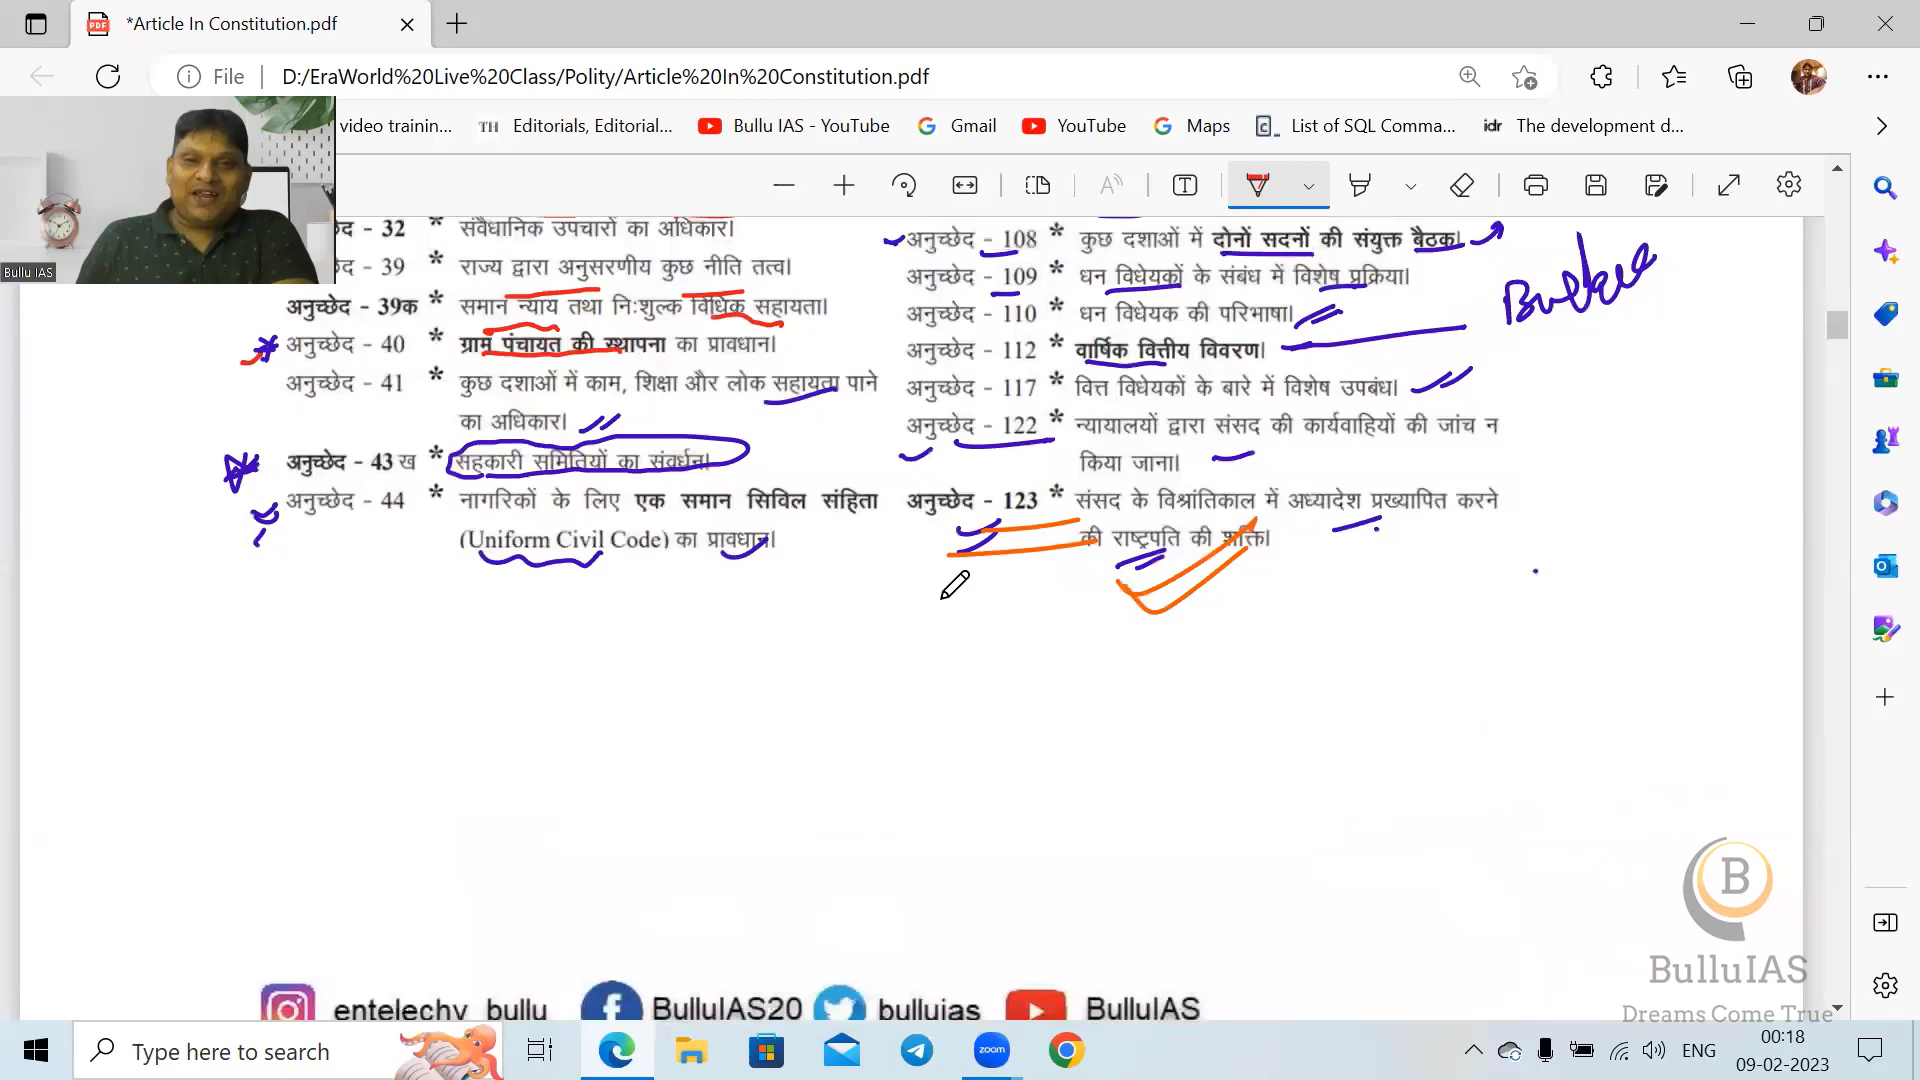 *Article In Constitution.pdf
File
D:/EraWorld%20Live%20Class/Polity/Article%20In%20Constitution.pdf
video trainin...
TH Editorials, Editorial...
Bullu IAS - YouTube
Gmail
YouTube
Maps
List of SQL Comma...
idr The development d...
Bullu IAS
च्छेद - 32 * संवैधानिक उपचारों का अधिकार।
च्छेद - 39 * राज्य द्वारा अनुसरणीय कुछ नीति तत्व।
अनुच्छेद - 39क * समान न्याय तथा निःशुल्क विधिक सहायता।
अनुच्छेद - 40 * ग्राम पंचायत की स्थापना का प्रावधान।
अनुच्छेद - 41 * कुछ दशाओं में काम, शिक्षा और लोक सहायता पाने
का अधिकार।
अनुच्छेद - 43ख * सहकारी समितियों का संवर्धन।
अनुच्छेद - 44 * नागरिकों के लिए एक समान सिविल संहिता
(Uniform Civil Code) का प्रावधान।
अनुच्छेद - 108 * कुछ दशाओं में दोनों सदनों की संयुक्त बैठक।
अनुच्छेद - 109 * धन विधेयकों के संबंध में विशेष प्रक्रिया।
अनुच्छेद - 110 * धन विधेयक की परिभाषा।
अनुच्छेद - 112 * वार्षिक वित्तीय विवरण।
अनुच्छेद - 117 * वित्त विधेयकों के बारे में विशेष उपबंध।
अनुच्छेद - 122 * न्यायालयों द्वारा संसद की कार्यवाहियों की जांच न
किया जाना।
अनुच्छेद - 123 * संसद के विश्रांतिकाल में अध्यादेश प्रख्यापित करने
की राष्ट्रपति की शक्ति।
B
BulluIAS
Dreams Come True
entelechy_bullu
BulluIAS20
bulluias
BulluIAS
Type here to search
zoom
ENG
00:18
09-02-2023